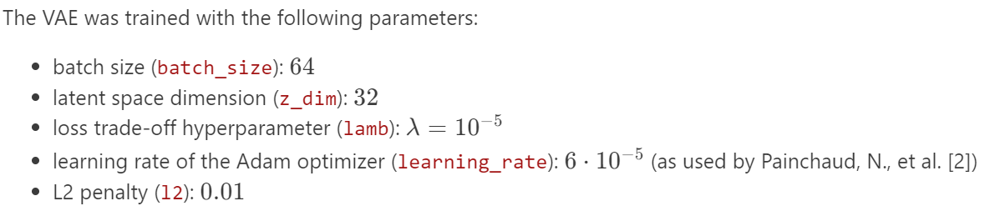 The VAE was trained with the following parameters:
• batch size (batch_size): 64
• latent space dimension (z_dim): 32
• loss trade-off hyperparameter (lamb): λ = 10⁻⁵
• learning rate of the Adam optimizer (learning_rate): 6 · 10⁻⁵ (as used by Painchaud, N., et al. [2])
• L2 penalty (l2): 0.01